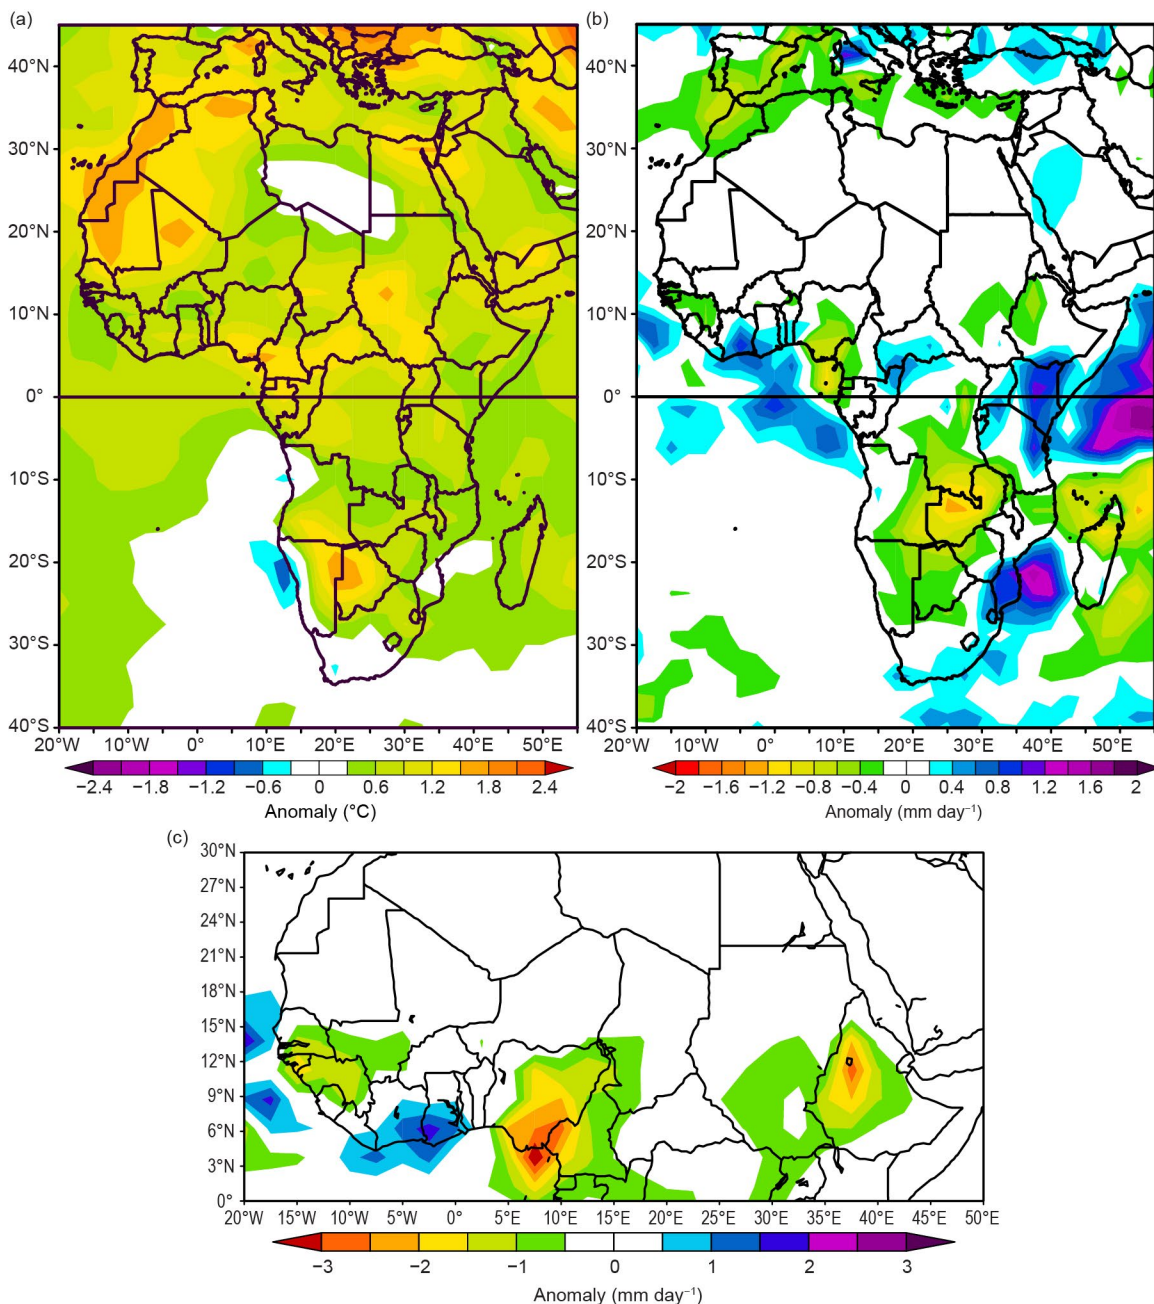 (a)
(b)
40°N
30°N
20°N
10°N
0°
10°S
20°S
30°S
40°S
20°W 10°W 0° 10°E 20°E 30°E 40°E 50°E
−2.4 −1.8 −1.2 −0.6 0 0.6 1.2 1.8 2.4
Anomaly (°C)
40°N
30°N
20°N
10°N
0°
10°S
20°S
30°S
40°S
20°W 10°W 0° 10°E 20°E 30°E 40°E 50°E
−2 −1.6 −1.2 −0.8 −0.4 0 0.4 0.8 1.2 1.6 2
Anomaly (mm day⁻¹)
(c)
30°N
27°N
24°N
21°N
18°N
15°N
12°N
9°N
6°N
3°N
0°
20°W 15°W 10°W 5°W 0° 5°E 10°E 15°E 20°E 25°E 30°E 35°E 40°E 45°E 50°E
−3 −2 −1 0 1 2 3
Anomaly (mm day⁻¹)